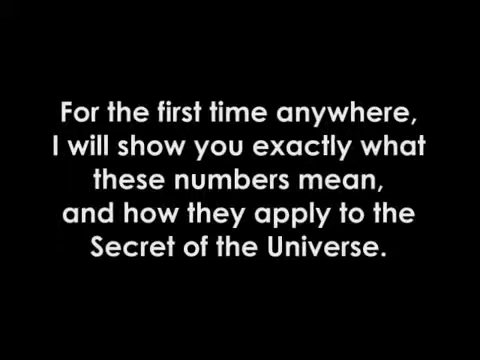 For the first time anywhere,
I will show you exactly what
these numbers mean,
and how they apply to the
Secret of the Universe.